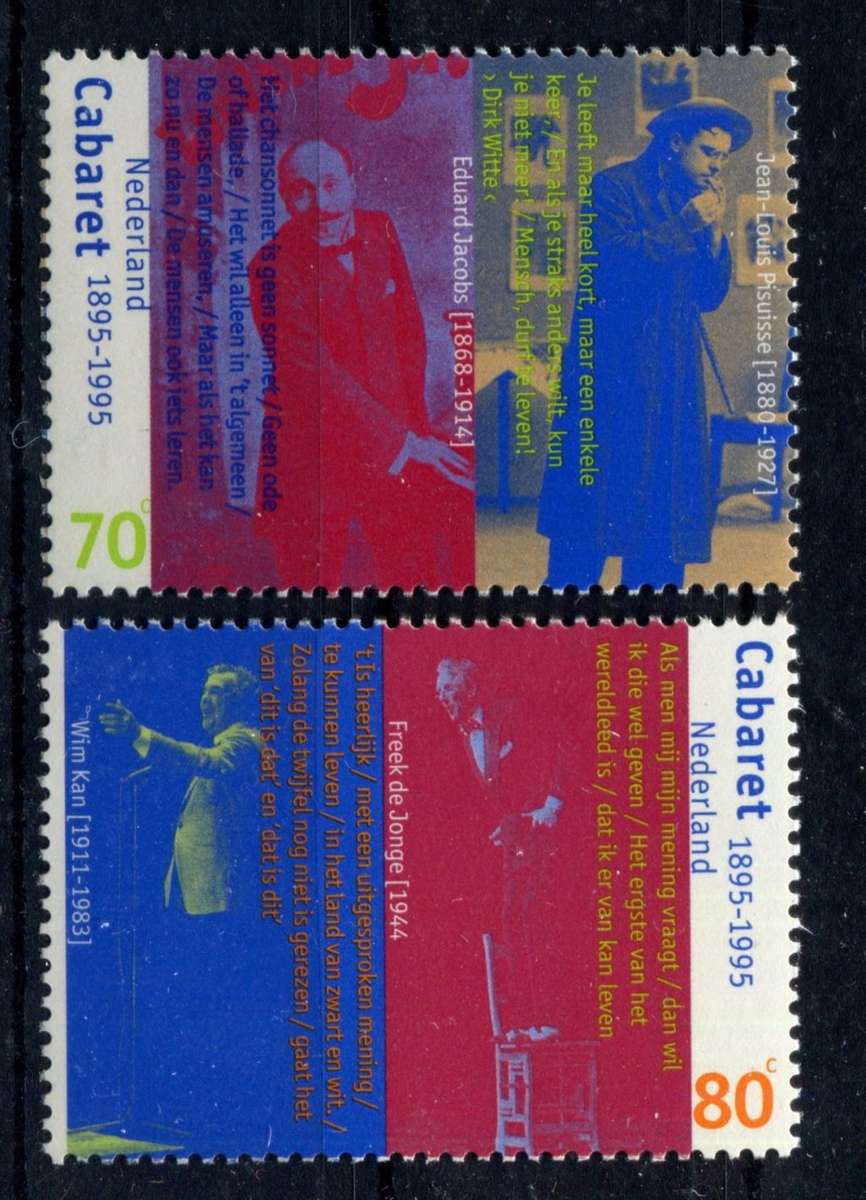 Jean-Louis Pisuisse [1880-1927]
Je leeft maar heel kort, maar een enkele
keer, / En als je straks anders wilt, kun
je niet meer! / Mensch, durf te leven!
› Dirk Witte ‹
Eduard Jacobs [1868-1914]
Het chansonnet is geen sonnet / Geen ode
of ballade, / Het wil alleen in 't algemeen /
De mensen amuseren, / Maar als het kan
zo nu en dan / De mensen ook iets leren.
Nederland
Cabaret 1895-1995
70c
Cabaret 1895-1995
Nederland
80c
Als men mij mijn mening vraagt / dan wil
ik die wel geven / Het ergste van het
wereldleed is / dat ik er van kan leven
Freek de Jonge [1944
't Is heerlijk / met een uitgesproken mening /
te kunnen leven / in het land van zwart en wit. /
Zolang de twijfel nog niet is gerezen / gaat het
van 'dit is dat' en 'dat is dit'
Wim Kan [1911-1983]